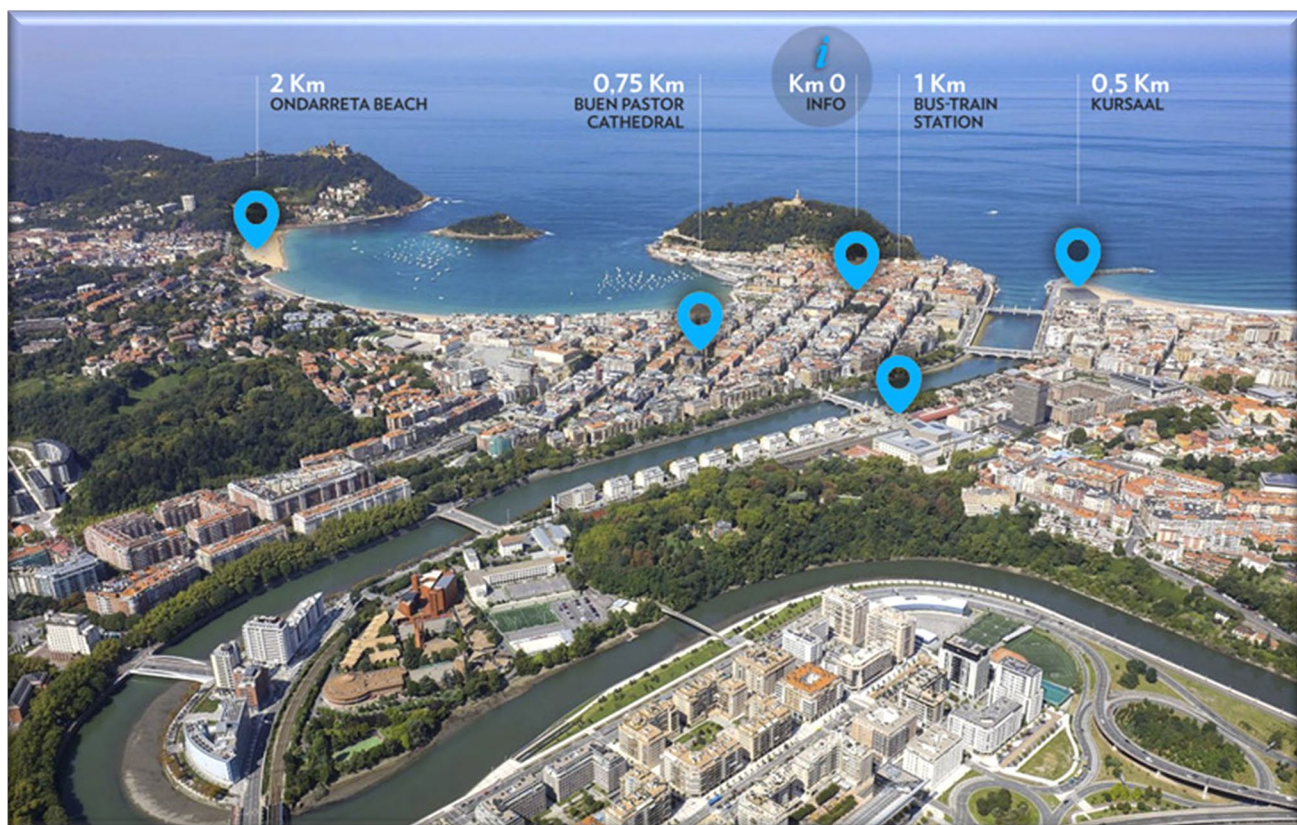 2 Km
ONDARRETA BEACH
0,75 Km
BUEN PASTOR
CATHEDRAL
i
Km 0
INFO
1 Km
BUS-TRAIN
STATION
0,5 Km
KURSAAL